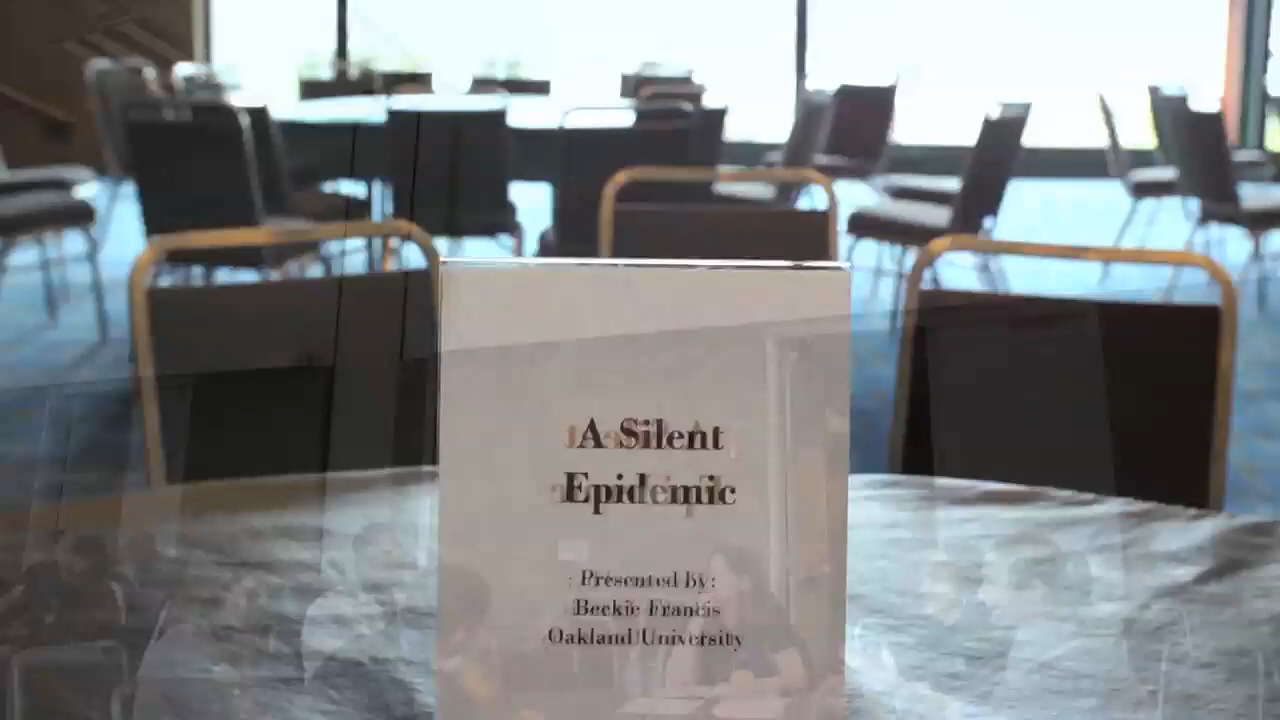 A Silent
Epidemic
Presented by:
Beckie Francis
Oakland University